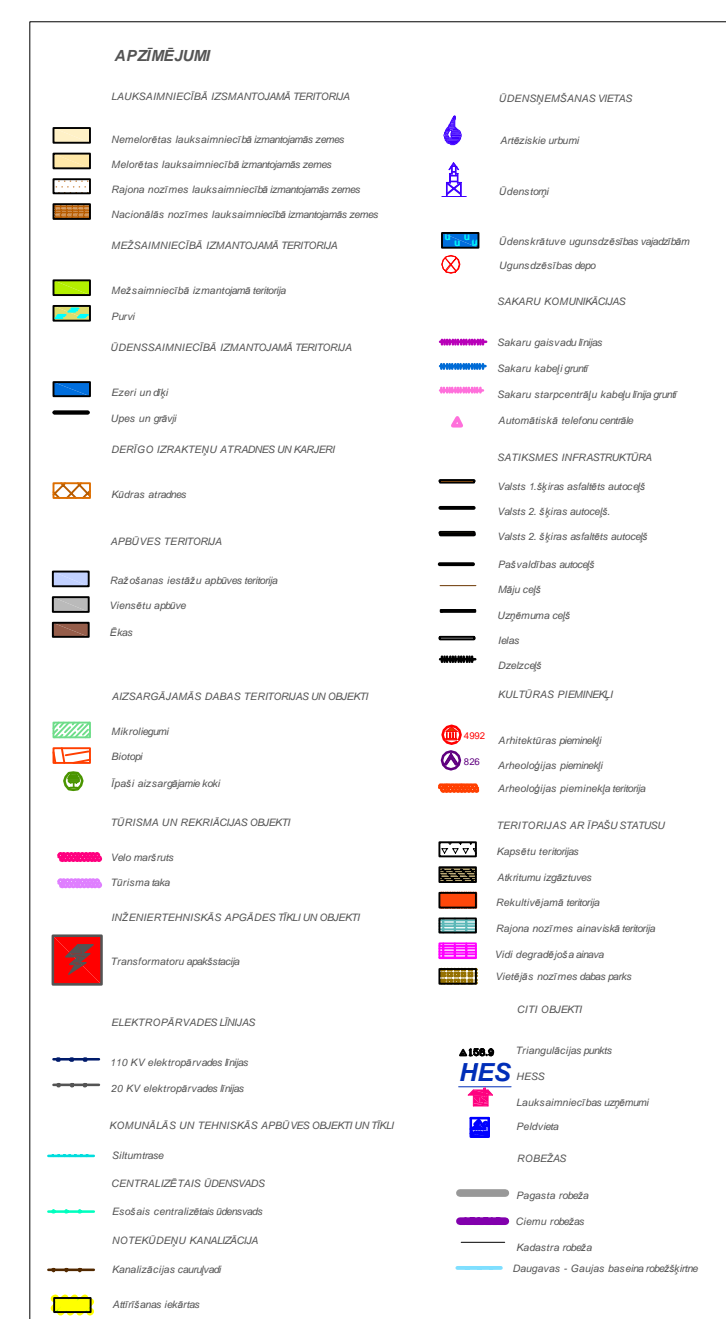 APZĪMĒJUMI
LAUKSAIMNIECĪBĀ IZSMANTOJAMĀ TERITORIJA
Nemelorētas lauksaimniecībā izmantojamās zemes
Melorētas lauksaimniecībā izmantojamās zemes
Rajona nozīmes lauksaimniecībā izmantojamās zemes
Nacionālās nozīmes lauksaimniecībā izmantojamās zemes
MEŽSAIMNIECĪBĀ IZMANTOJAMĀ TERITORIJA
Mežsaimniecībā izmantojamā teritorija
Purvi
ŪDENSSAIMNIECĪBĀ IZMANTOJAMĀ TERITORIJA
Ezeri un dīķi
Upes un grāvji
DERĪGO IZRAKTEŅU ATRADNES UN KARJERI
Kūdras atradnes
APBŪVES TERITORIJA
Ražošanas iestāžu apbūves teritorija
Viensētu apbūve
Ēkas
AIZSARGĀJAMĀS DABAS TERITORIJAS UN OBJEKTI
Mikroliegumi
Biotopi
Īpaši aizsargājamie koki
TŪRISMA UN REKRIĀCIJAS OBJEKTI
Velo maršruts
Tūrisma taka
INŽENIERTEHNISKĀS APGĀDES TĪKLI UN OBJEKTI
Transformatoru apakšstacija
ELEKTROPĀRVADES LĪNIJAS
110 KV elektropārvades līnijas
20 KV elektropārvades līnijas
KOMUNĀLĀS UN TEHNISKĀS APBŪVES OBJEKTI UN TĪKLI
Siltumtrase
CENTRALIZĒTAIS ŪDENSVADS
Esošais centralizētais ūdensvads
NOTEKŪDEŅU KANALIZĀCIJA
Kanalizācijas cauruļvadi
Attīrīšanas iekārtas
ŪDENSŅEMŠANAS VIETAS
Artēziskie urbumi
Ūdenstorņi
Ūdenskrātuve ugunsdzēsības vajadzībām
Ugunsdzēsības depo
SAKARU KOMUNIKĀCIJAS
Sakaru gaisvadu līnijas
Sakaru kabeļi gruntī
Sakaru starpcentrāļu kabeļu līnija gruntī
Automātiskā telefonu centrāle
SATIKSMES INFRASTRUKTŪRA
Valsts 1.šķiras asfaltēts autoceļš
Valsts 2. šķiras autoceļš.
Valsts 2. šķiras asfaltēts autoceļš
Pašvaldības autoceļš
Māju ceļš
Uzņēmuma ceļš
Ielas
Dzelzceļš
KULTŪRAS PIEMINEKĻI
4992 Arhitektūras pieminekļi
826 Arheoloģijas pieminekļi
Arheoloģijas pieminekļa teritorija
TERITORIJAS AR ĪPAŠU STATUSU
Kapsētu teritorijas
Atkritumu izgāztuves
Rekultivējamā teritorija
Rajona nozīmes ainaviskā teritorija
Vidi degradējoša ainava
Vietējās nozīmes dabas parks
CITI OBJEKTI
158.9 Triangulācijas punkts
HES HESS
Lauksaimniecības uzņēmumi
Peldvieta
ROBEŽAS
Pagasta robeža
Ciemu robežas
Kadastra robeža
Daugavas - Gaujas baseina robežšķirtne